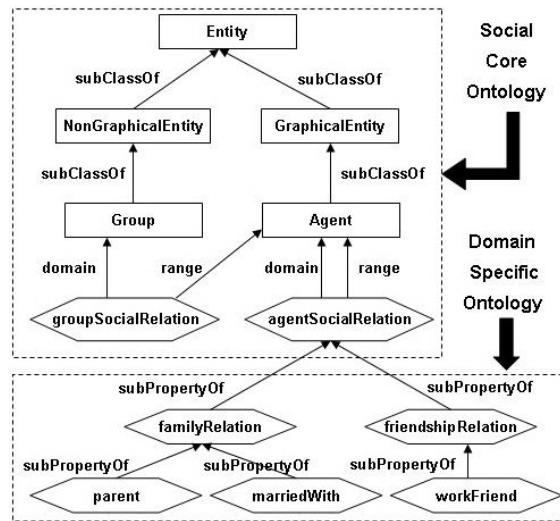 Entity
Social
Core
Ontology
subClassOf
subClassOf
NonGraphicalEntity
GraphicalEntity
subClassOf
subClassOf
Group
Agent
domain
range
domain
range
Domain
Specific
Ontology
groupSocialRelation
agentSocialRelation
subPropertyOf
subPropertyOf
familyRelation
friendshipRelation
subPropertyOf
subPropertyOf
subPropertyOf
parent
marriedWith
workFriend